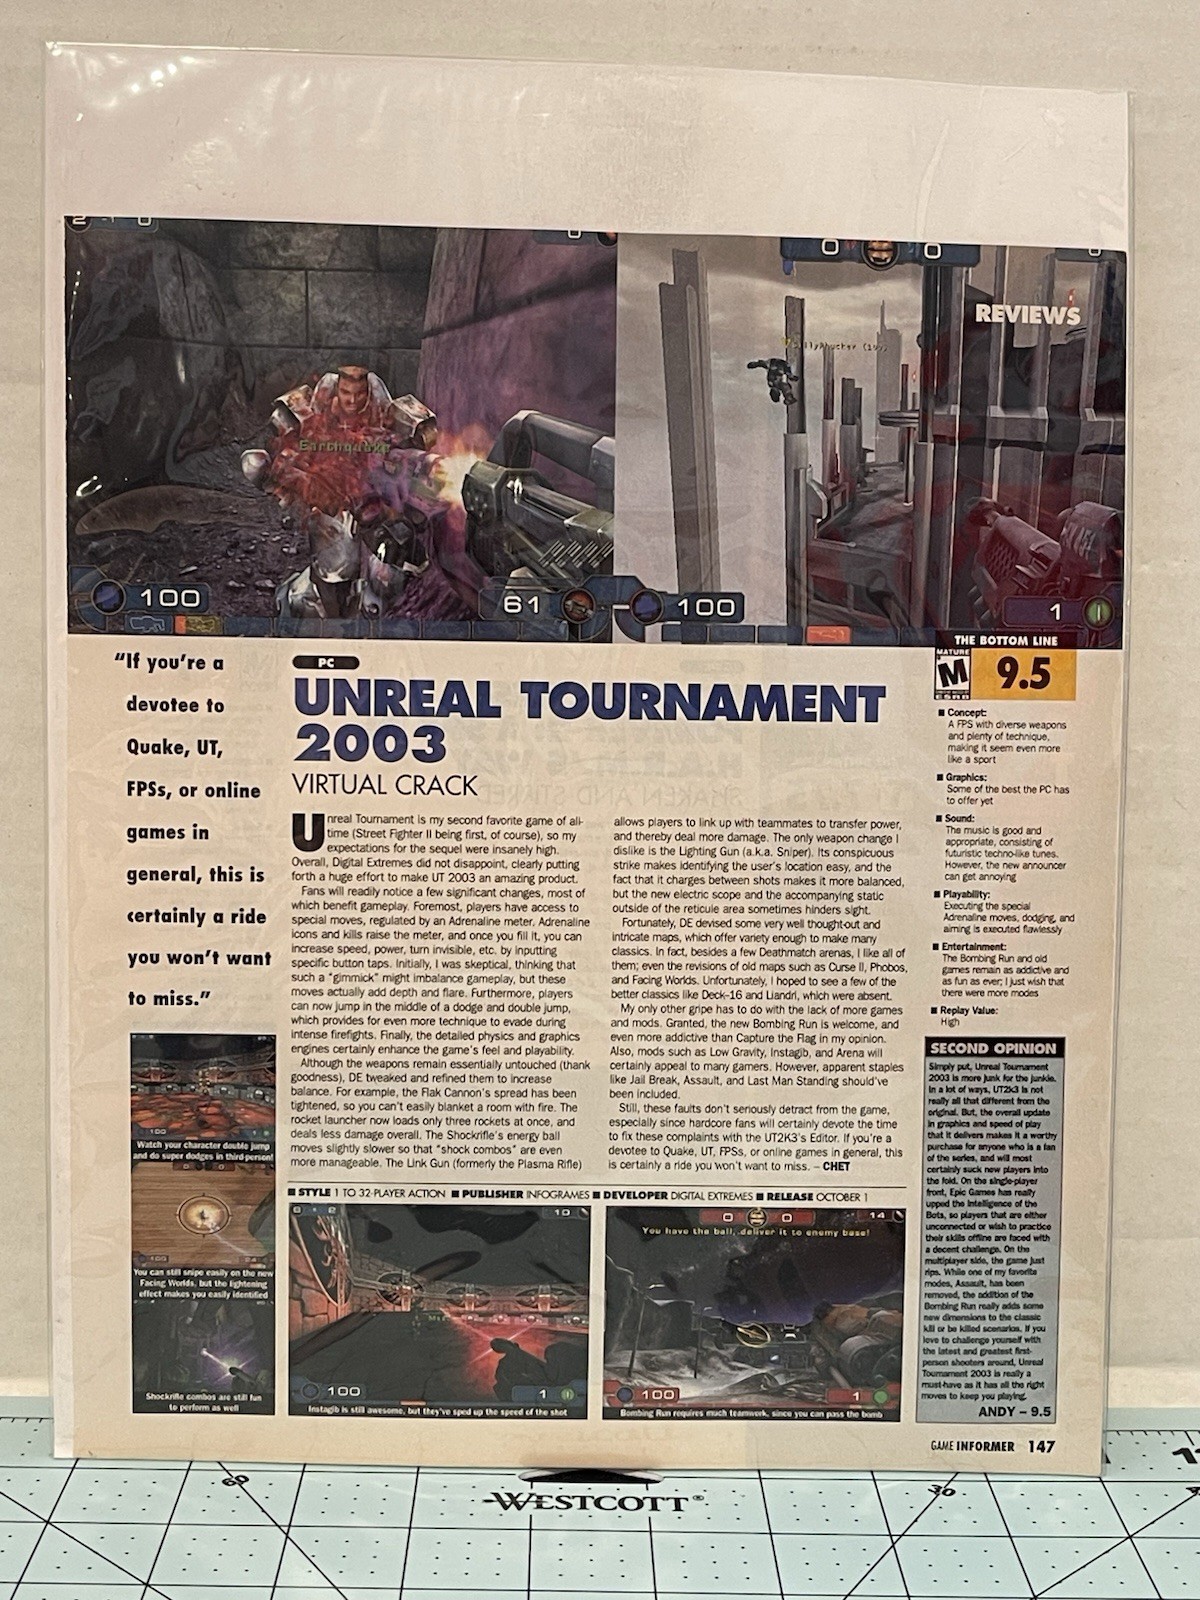 0
0
0
REVIEWS
Earthquake
100
61
100
1
"If you're a
devotee to
Quake, UT,
FPSs, or online
games in
general, this is
certainly a ride
you won't want
to miss."
PC
UNREAL TOURNAMENT
2003
VIRTUAL CRACK
Unreal Tournament is my second favorite game of all-
time (Street Fighter II being first, of course), so my
expectations for the sequel were insanely high.
Overall, Digital Extremes did not disappoint, clearly putting
forth a huge effort to make UT 2003 an amazing product.
Fans will readily notice a few significant changes, most of
which benefit gameplay. Foremost, players have access to
special moves, regulated by an Adrenaline meter. Adrenaline
icons and kills raise the meter, and once you fill it, you can
increase speed, power, turn invisible, etc. by inputting
specific button taps. Initially, I was skeptical, thinking that
such a "gimmick" might imbalance gameplay, but these
moves actually add depth and flare. Furthermore, players
can now jump in the middle of a dodge and double jump,
which provides for even more technique to evade during
intense firefights. Finally, the detailed physics and graphics
engines certainly enhance the game's feel and playability.
Although the weapons remain essentially untouched (thank
goodness), DE tweaked and refined them to increase
balance. For example, the Flak Cannon's spread has been
tightened, so you can't easily blanket a room with fire. The
rocket launcher now loads only three rockets at once, and
deals less damage overall. The Shockrifle's energy ball
moves slightly slower so that "shock combos" are even
more manageable. The Link Gun (formerly the Plasma Rifle)
allows players to link up with teammates to transfer power,
and thereby deal more damage. The only weapon change I
dislike is the Lighting Gun (a.k.a. Sniper). Its conspicuous
strike makes identifying the user's location easy, and the
fact that it charges between shots makes it more balanced,
but the new electric scope and the accompanying static
outside of the reticule area sometimes hinders sight.
Fortunately, DE devised some very well thought-out and
intricate maps, which offer variety enough to make many
classics. In fact, besides a few Deathmatch arenas, I like all of
them; even the revisions of old maps such as Curse II, Phobos,
and Facing Worlds. Unfortunately, I hoped to see a few of the
better classics like Deck-16 and Liandri, which were absent.
My only other gripe has to do with the lack of more games
and mods. Granted, the new Bombing Run is welcome, and
even more addictive than Capture the Flag in my opinion.
Also, mods such as Low Gravity, Instagib, and Arena will
certainly appeal to many gamers. However, apparent staples
like Jail Break, Assault, and Last Man Standing should've
been included.
Still, these faults don't seriously detract from the game,
especially since hardcore fans will certainly devote the time
to fix these complaints with the UT2K3's Editor. If you're a
devotee to Quake, UT, FPSs, or online games in general, this
is certainly a ride you won't want to miss. – CHET
■ STYLE 1 TO 32-PLAYER ACTION ■ PUBLISHER INFOGRAMES ■ DEVELOPER DIGITAL EXTREMES ■ RELEASE OCTOBER 1
THE BOTTOM LINE
MATURE
M
ESRB
9.5
■ Concept:
A FPS with diverse weapons
and plenty of technique,
making it seem even more
like a sport
■ Graphics:
Some of the best the PC has
to offer yet
■ Sound:
The music is good and
appropriate, consisting of
futuristic techno-like tunes.
However, the new announcer
can get annoying
■ Playability:
Executing the special
Adrenaline moves, dodging, and
aiming is executed flawlessly
■ Entertainment:
The Bombing Run and old
games remain as addictive and
as fun as ever; I just wish that
there were more modes
■ Replay Value:
High
SECOND OPINION
Simply put, Unreal Tournament
2003 is more junk for the junkie.
In a lot of ways, UT2K3 is not
really all that different from the
original. But, the overall update
in graphics and speed of play
that it delivers makes it a worthy
purchase for anyone who is a fan
of the series, and will most
certainly suck new players into
the fold. On the single-player
front, Epic Games has really
upped the intelligence of the
Bots, so players that are either
unconnected or wish to practice
their skills offline are faced with
a decent challenge. On the
multiplayer side, the game just
rips. While one of my favorite
modes, Assault, has been
removed, the addition of the
Bombing Run really adds some
new dimensions to the classic
kill or be killed scenarios. If you
love to challenge yourself with
the latest and greatest first-
person shooters around, Unreal
Tournament 2003 is really a
must-have as it has all the right
moves to keep you playing.
ANDY – 9.5
Watch your character double jump
and do super dodges in third-person!
You can still snipe easily on the new
Facing Worlds, but the lightening
effect makes you easily identified
Shockrifle combos are still fun
to perform as well
10
100
1
Instagib is still awesome, but they've sped up the speed of the shot
0 0
14
You have the ball, deliver it to enemy base!
100
1
Bombing Run requires much teamwork, since you can pass the bomb
GAME INFORMER 147
60
30
WESTCOTT®